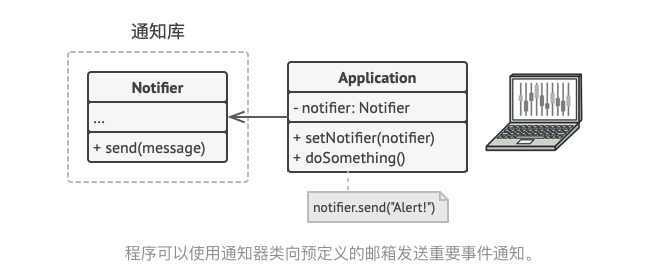 通知库
Notifier
...
+ send(message)
Application
- notifier: Notifier
+ setNotifier(notifier)
+ doSomething()
notifier.send("Alert!")
程序可以使用通知器类向预定义的邮箱发送重要事件通知。